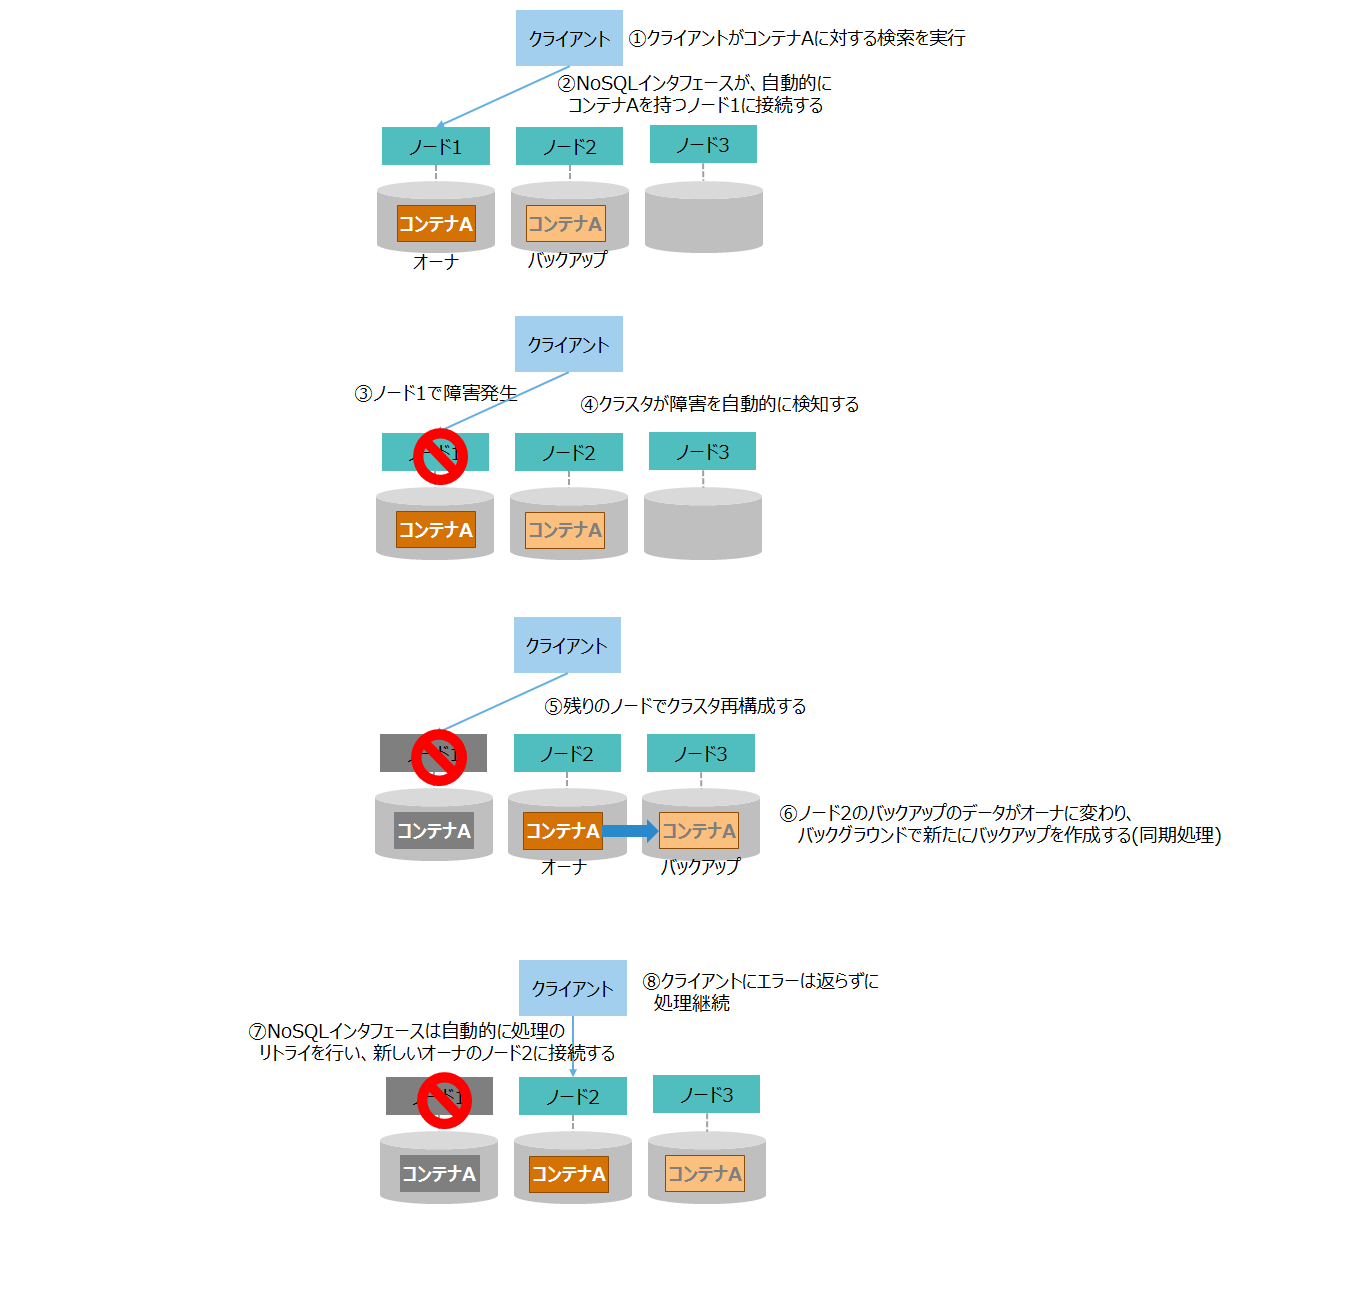 クライアント
①クライアントがコンテナAに対する検索を実行
②NoSQLインタフェースが、自動的に
コンテナAを持つノード1に接続する
ノード1
ノード2
ノード3
コンテナA
コンテナA
オーナ
バックアップ
クライアント
③ノード1で障害発生
④クラスタが障害を自動的に検知する
ノード1
ノード2
ノード3
コンテナA
コンテナA
クライアント
⑤残りのノードでクラスタ再構成する
ノード1
ノード2
ノード3
コンテナA
コンテナA
コンテナA
⑥ノード2のバックアップのデータがオーナに変わり、
バックグラウンドで新たにバックアップを作成する(同期処理)
オーナ
バックアップ
クライアント
⑧クライアントにエラーは返らずに
処理継続
⑦NoSQLインタフェースは自動的に処理の
リトライを行い、新しいオーナのノード2に接続する
ノード1
ノード2
ノード3
コンテナA
コンテナA
コンテナA